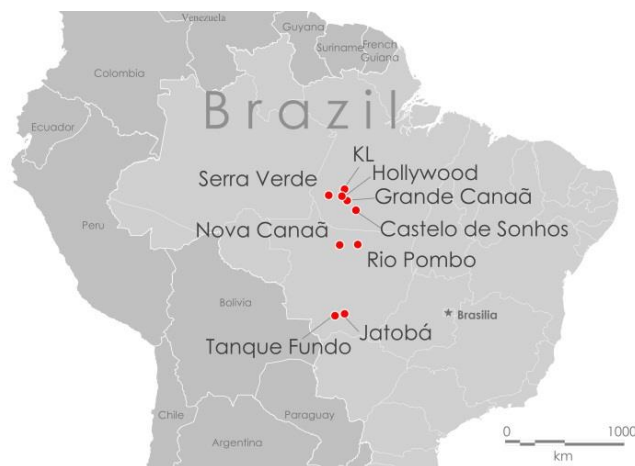 Venezuela
Guyana
Suriname
French
Guiana
Colombia
Ecuador
Brazil
KL
Hollywood
Serra Verde
Grande Canaã
Castelo de Sonhos
Peru
Nova Canaã
Rio Pombo
Bolivia
Brasilia
Tanque Fundo
Jatobá
Chile
Paraguay
Argentina
0 1000
km